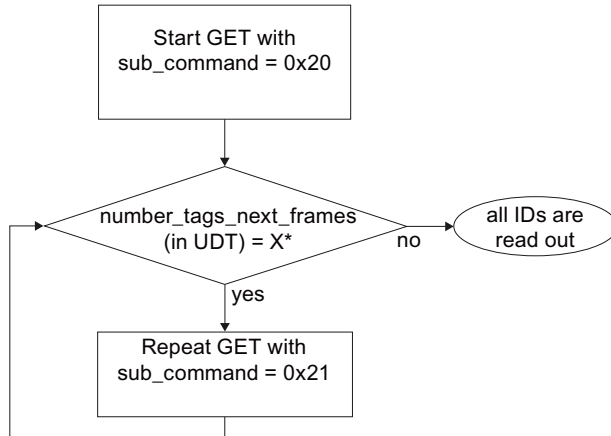 Start GET with
sub_command = 0x20
number_tags_next_frames
(in UDT) = X*
no
all IDs are
read out
yes
Repeat GET with
sub_command = 0x21